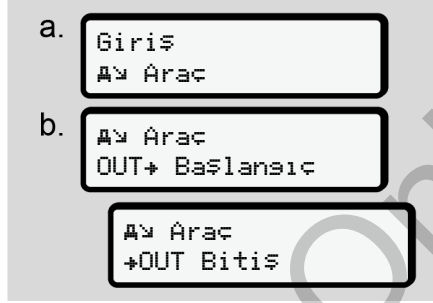 a.
Giriş
Araç
b.
Araç
OUT→ Başlangıç
Araç
→OUT Bitiş